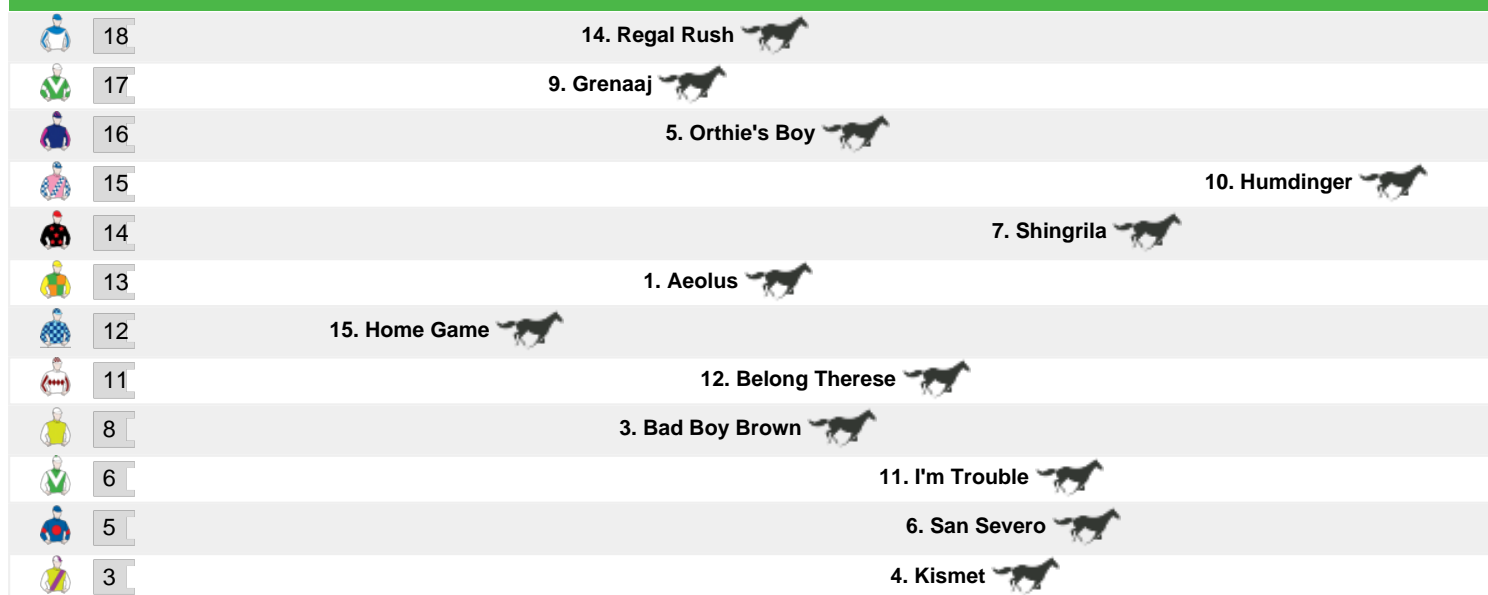 18 14. Regal Rush
17 9. Grenaaj
16 5. Orthie's Boy
15 10. Humdinger
14 7. Shingrila
13 1. Aeolus
12 15. Home Game
11 12. Belong Therese
8 3. Bad Boy Brown
6 11. I'm Trouble
5 6. San Severo
3 4. Kismet